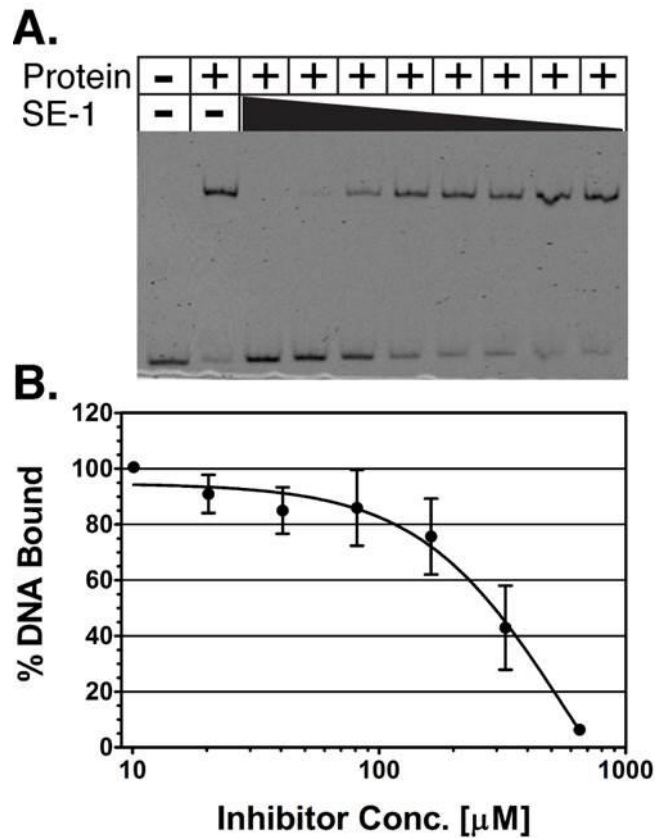 A.
Protein - + + + + + + + + +
SE-1 - -
B.
120
100
80
60
40
20
0
10 100 1000
% DNA Bound
Inhibitor Conc. [μM]